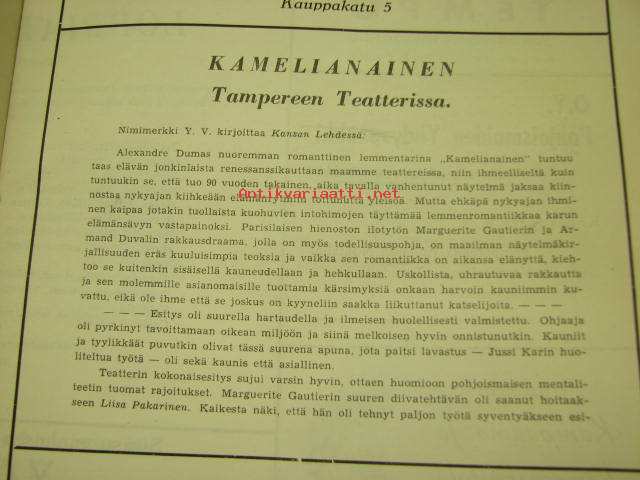 Kauppakatu 5
KAMELIANAINEN
Tampereen Teatterissa.
Nimimerkki Y. V. kirjoittaa Kansan Lehdessä:
Alexandre Dumas nuoremman romanttinen lemmentarina „Kamelianainen" tuntuu
taas elävän jonkinlaista renessanssikauttaan maamme teattereissa, niin ihmeelliseltä kuin
tuntuukin se, että tuo 90 vuoden takainen, aika tavalla vanhentunut näytelmä jaksaa kiin-
nostaa nykyajan kiihkeään elämänrytmiin tottunutta yleisöä. Mutta ehkäpä nykyajan ihmi-
Antikvariaatti.net
nen kaipaa jotakin tuollaista kuohuvien intohimojen täyttämää lemmenromantiikkaa karun
elämänsävyn vastapainoksi. Parisilaisen hienoston ilotytön Marguerite Gautierin ja Ar-
mand Duvalin rakkausdraama, jolla on myös todellisuuspohja, on maailman näytelmäkir-
jallisuuden eräs kuuluisimpia teoksia ja vaikka sen romantiikka on aikansa elänyttä, kieh-
too se kuitenkin sisäisellä kauneudellaan ja hehkullaan. Uskollista, uhrautuvaa rakkautta
ja sen molemmille asianomaisille tuottamia kärsimyksiä onkaan harvoin kauniimmin ku-
vattu, eikä ole ihme että se joskus on kyyneliin saakka liikuttanut katselijoita. — — —
— — — Esitys oli suurella hartaudella ja ilmeisen huolellisesti valmistettu. Ohjaaja
oli pyrkinyt tavoittamaan oikean miljöön ja siinä melkoisen hyvin onnistunutkin. Kauniit
ja tyylikkäät puvutkin olivat tässä suurena apuna, jota paitsi lavastus — Jussi Karin huo-
liteltua työtä — oli sekä kaunis että asiallinen.
Teatterin kokonaisesitys sujui varsin hyvin, ottaen huomioon pohjoismaisen mentali-
teetin tuomat rajoitukset. Marguerite Gautierin suuren diivatehtävän oli saanut hoitaak-
seen Liisa Pakarinen. Kaikesta näki, että hän oli tehnyt paljon työtä syventyäkseen esi-